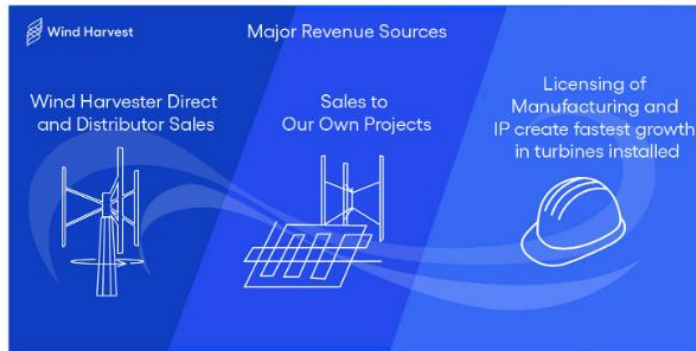 Wind Harvest
Major Revenue Sources
Wind Harvester Direct
and Distributor Sales
Sales to
Our Own Projects
Licensing of
Manufacturing and
IP create fastest growth
in turbines installed